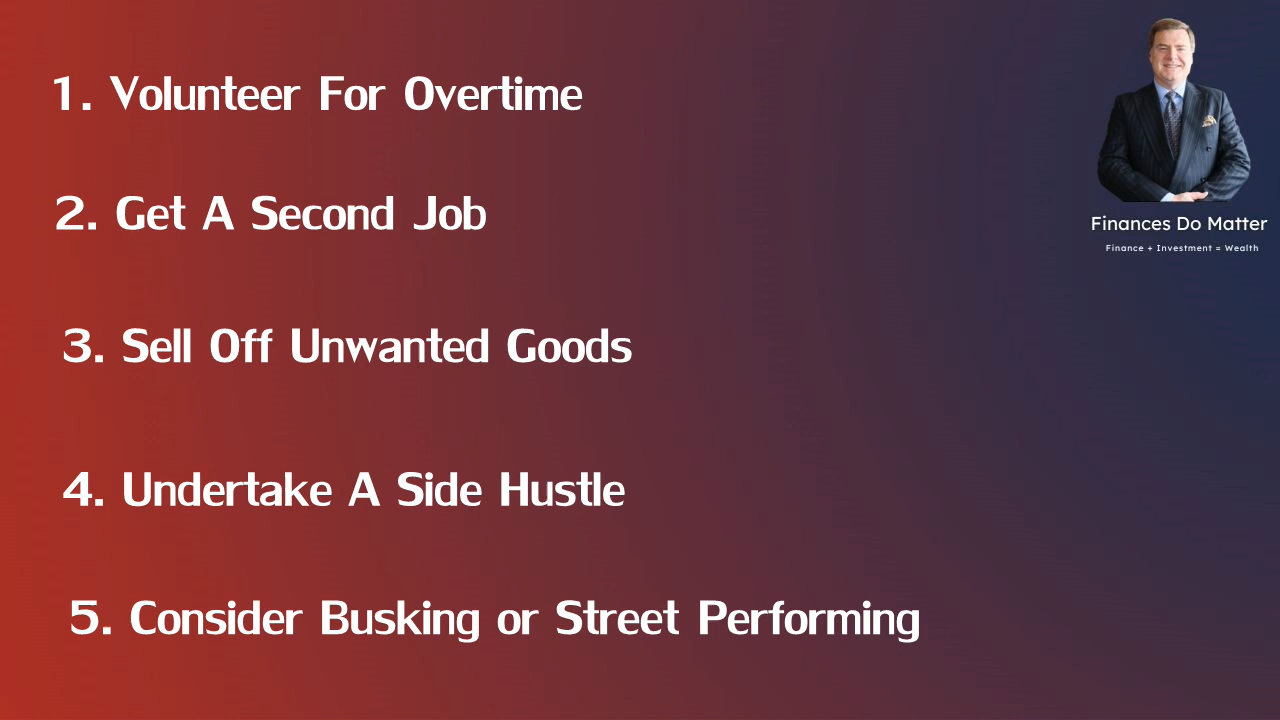 1. Volunteer For Overtime
2. Get A Second Job
3. Sell Off Unwanted Goods
4. Undertake A Side Hustle
5. Consider Busking or Street Performing
Finances Do Matter
Finance + Investment = Wealth